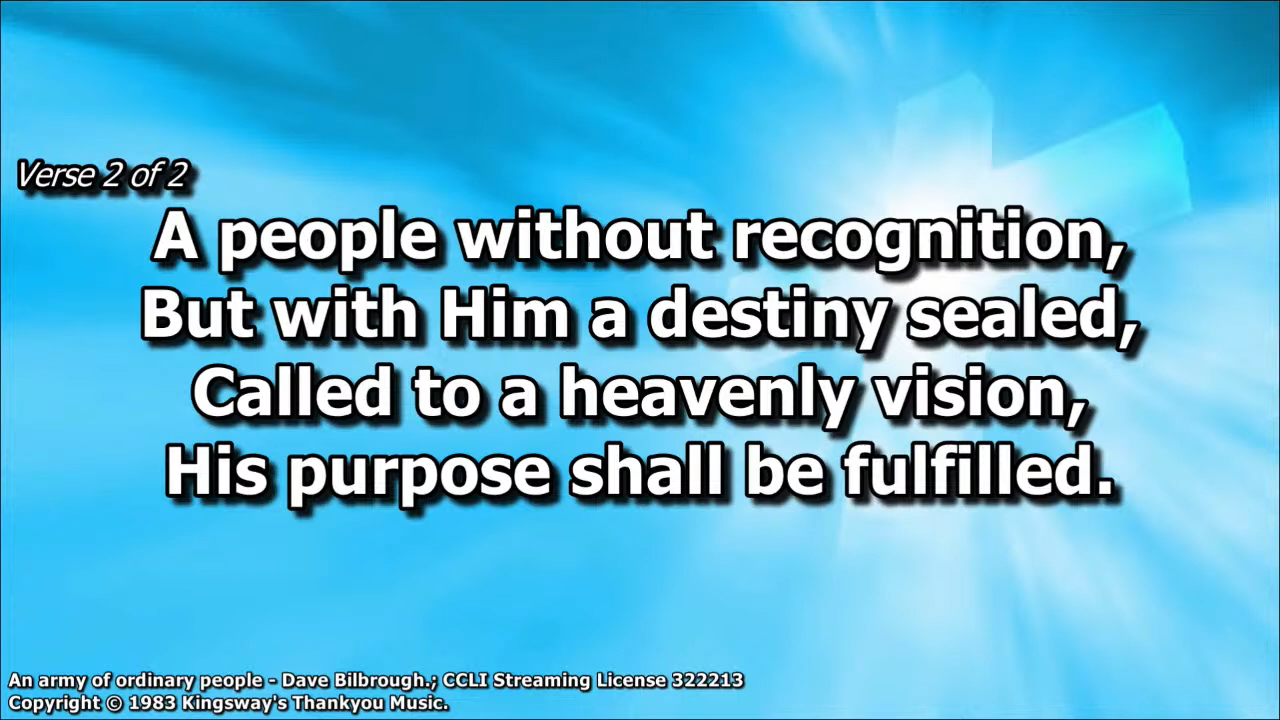 Verse 2 of 2
A people without recognition,
But with Him a destiny sealed,
Called to a heavenly vision,
His purpose shall be fulfilled.
An army of ordinary people - Dave Bilbrough.; CCLI Streaming License 322213
Copyright © 1983 Kingsway's Thankyou Music.